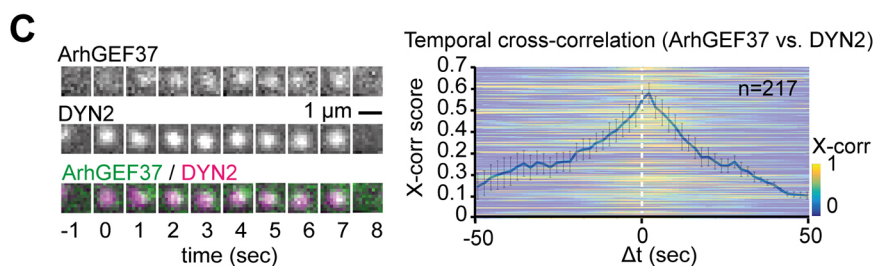 C
ArhGEF37
DYN2
1 µm
ArhGEF37 / DYN2
-1 0 1 2 3 4 5 6 7 8
time (sec)
Temporal cross-correlation (ArhGEF37 vs. DYN2)
n=217
X-corr score
0.7
0.6
0.5
0.4
0.3
0.2
0.1
0
-50 0 50
Δt (sec)
X-corr
1
0